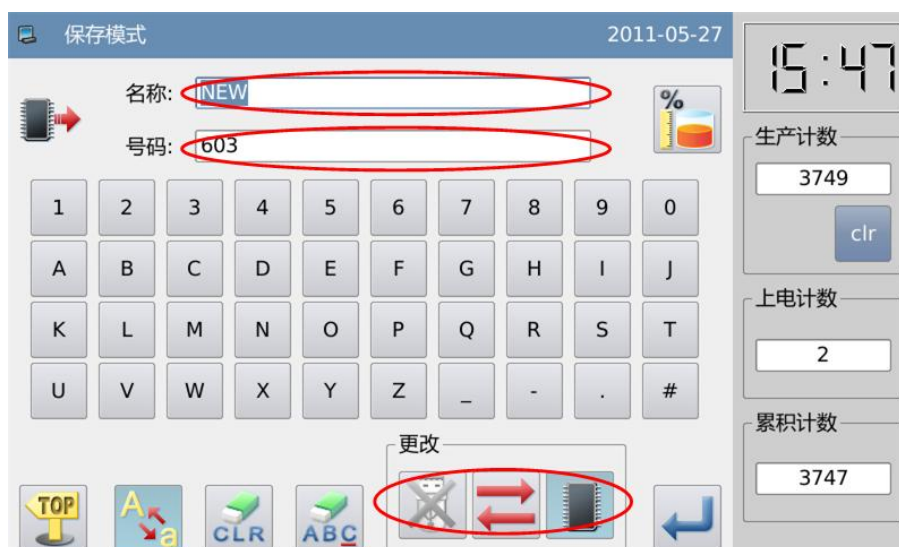 保存模式 2011-05-27
15:47
名称: NEW
%
号码: 603
生产计数
3749
clr
1 2 3 4 5 6 7 8 9 0
A B C D E F G H I J
K L M N O P Q R S T
U V W X Y Z _ - . #
上电计数
2
累积计数
3747
更改
TOP
A a
CLR
ABC